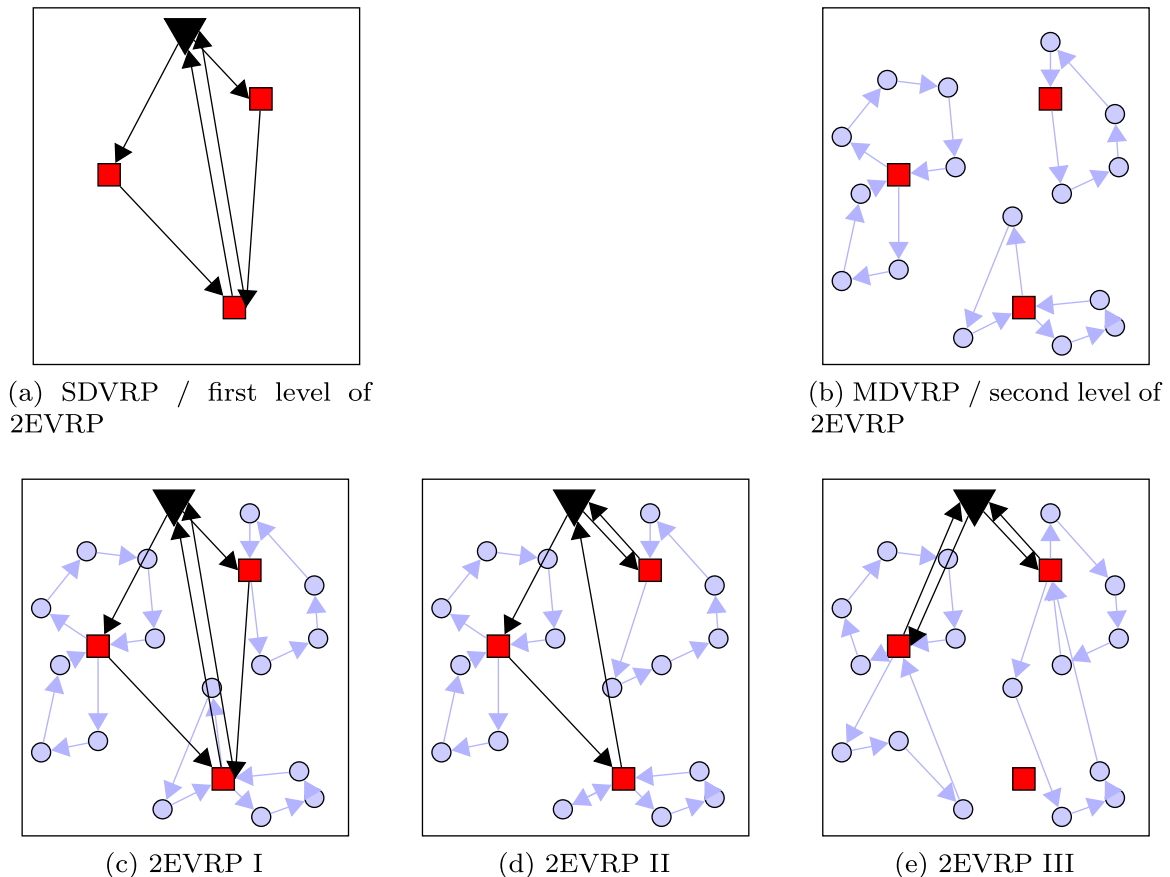 (a) SDVRP / first level of
2EVRP
(b) MDVRP / second level of
2EVRP
(c) 2EVRP I
(d) 2EVRP II
(e) 2EVRP III